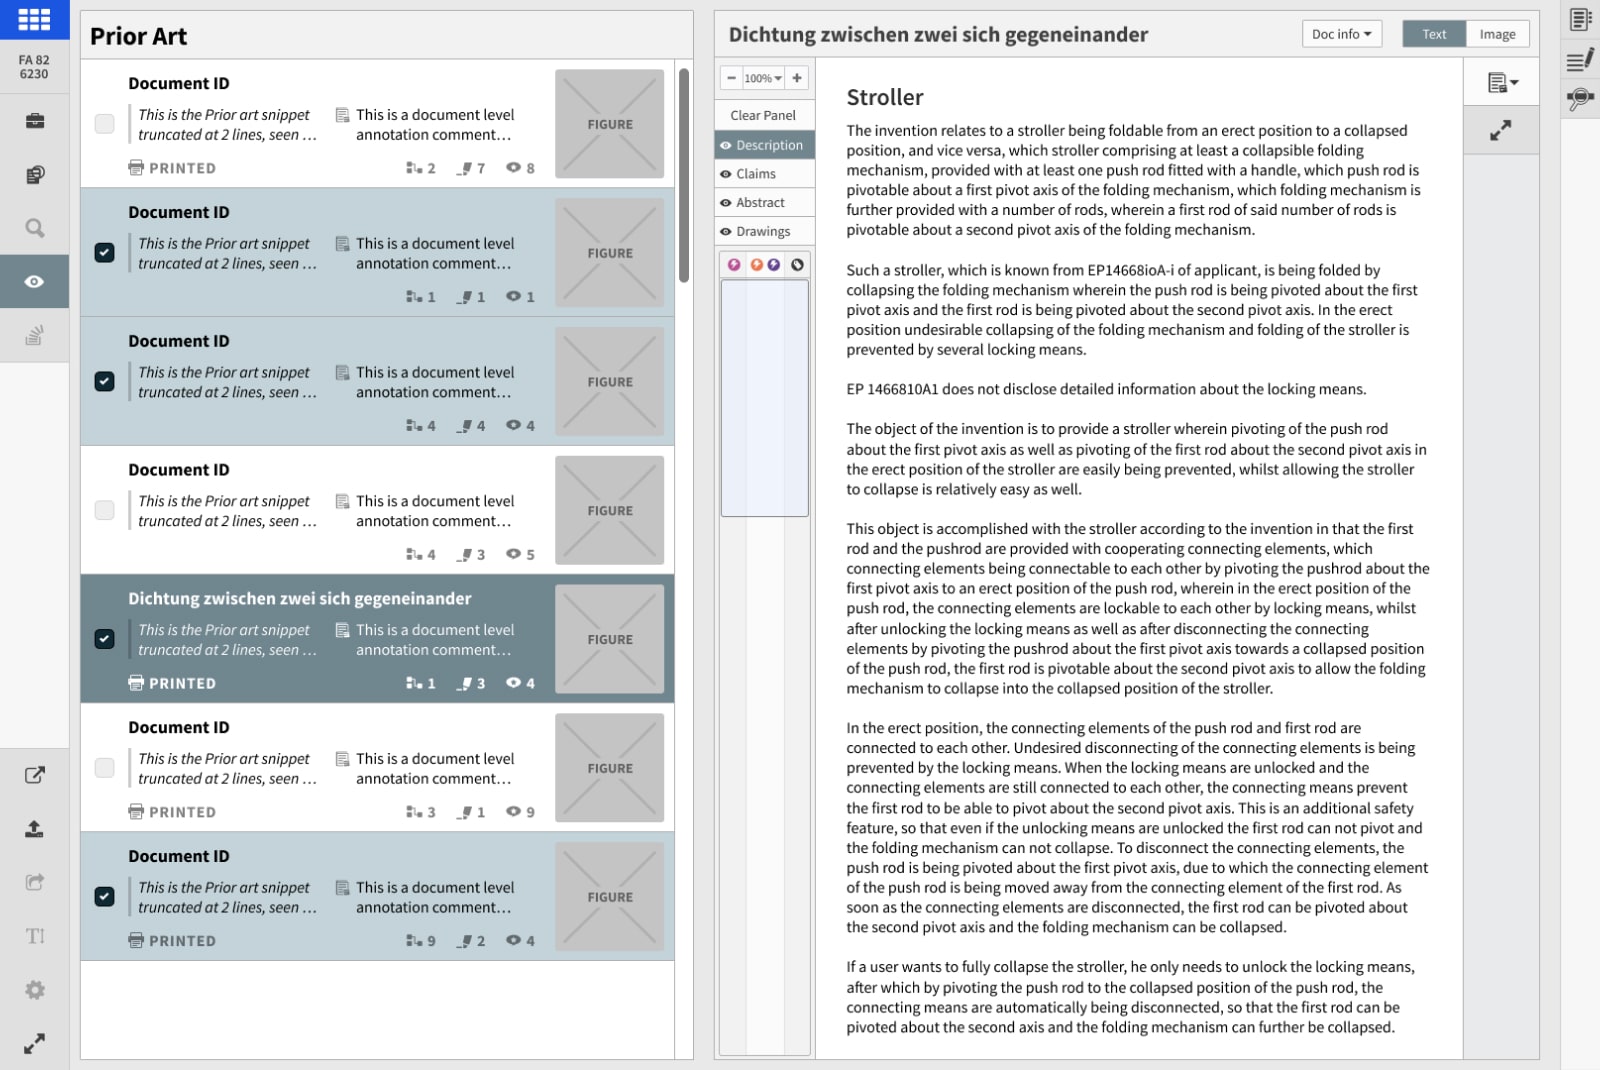 FA 82
6230
Prior Art
Document ID
This is the Prior art snippet
truncated at 2 lines, seen ...
This is a document level
annotation comment...
PRINTED
2 7 8
FIGURE
Document ID
This is the Prior art snippet
truncated at 2 lines, seen ...
This is a document level
annotation comment...
1 1 1
FIGURE
Document ID
This is the Prior art snippet
truncated at 2 lines, seen ...
This is a document level
annotation comment...
4 4 4
FIGURE
Document ID
This is the Prior art snippet
truncated at 2 lines, seen ...
This is a document level
annotation comment...
4 3 5
FIGURE
Dichtung zwischen zwei sich gegeneinander
This is the Prior art snippet
truncated at 2 lines, seen ...
This is a document level
annotation comment...
PRINTED
1 3 4
FIGURE
Document ID
This is the Prior art snippet
truncated at 2 lines, seen ...
This is a document level
annotation comment...
PRINTED
3 1 9
FIGURE
Document ID
This is the Prior art snippet
truncated at 2 lines, seen ...
This is a document level
annotation comment...
PRINTED
9 2 4
FIGURE
Dichtung zwischen zwei sich gegeneinander
Doc info
Text
Image
100%
Clear Panel
Description
Claims
Abstract
Drawings
Stroller
The invention relates to a stroller being foldable from an erect position to a collapsed
position, and vice versa, which stroller comprising at least a collapsible folding
mechanism, provided with at least one push rod fitted with a handle, which push rod is
pivotable about a first pivot axis of the folding mechanism, which folding mechanism is
further provided with a number of rods, wherein a first rod of said number of rods is
pivotable about a second pivot axis of the folding mechanism.
Such a stroller, which is known from EP14668ioA-i of applicant, is being folded by
collapsing the folding mechanism wherein the push rod is being pivoted about the first
pivot axis and the first rod is being pivoted about the second pivot axis. In the erect
position undesirable collapsing of the folding mechanism and folding of the stroller is
prevented by several locking means.
EP 1466810A1 does not disclose detailed information about the locking means.
The object of the invention is to provide a stroller wherein pivoting of the push rod
about the first pivot axis as well as pivoting of the first rod about the second pivot axis in
the erect position of the stroller are easily being prevented, whilst allowing the stroller
to collapse is relatively easy as well.
This object is accomplished with the stroller according to the invention in that the first
rod and the pushrod are provided with cooperating connecting elements, which
connecting elements being connectable to each other by pivoting the pushrod about the
first pivot axis to an erect position of the push rod, wherein in the erect position of the
push rod, the connecting elements are lockable to each other by locking means, whilst
after unlocking the locking means as well as after disconnecting the connecting
elements by pivoting the pushrod about the first pivot axis towards a collapsed position
of the push rod, the first rod is pivotable about the second pivot axis to allow the folding
mechanism to collapse into the collapsed position of the stroller.
In the erect position, the connecting elements of the push rod and first rod are
connected to each other. Undesired disconnecting of the connecting elements is being
prevented by the locking means. When the locking means are unlocked and the
connecting elements are still connected to each other, the connecting means prevent
the first rod to be able to pivot about the second pivot axis. This is an additional safety
feature, so that even if the unlocking means are unlocked the first rod can not pivot and
the folding mechanism can not collapse. To disconnect the connecting elements, the
push rod is being pivoted about the first pivot axis, due to which the connecting element
of the push rod is being moved away from the connecting element of the first rod. As
soon as the connecting elements are disconnected, the first rod can be pivoted about
the second pivot axis and the folding mechanism can be collapsed.
If a user wants to fully collapse the stroller, he only needs to unlock the locking means,
after which by pivoting the push rod to the collapsed position of the push rod, the
connecting means are automatically being disconnected, so that the first rod can be
pivoted about the second axis and the folding mechanism can further be collapsed.